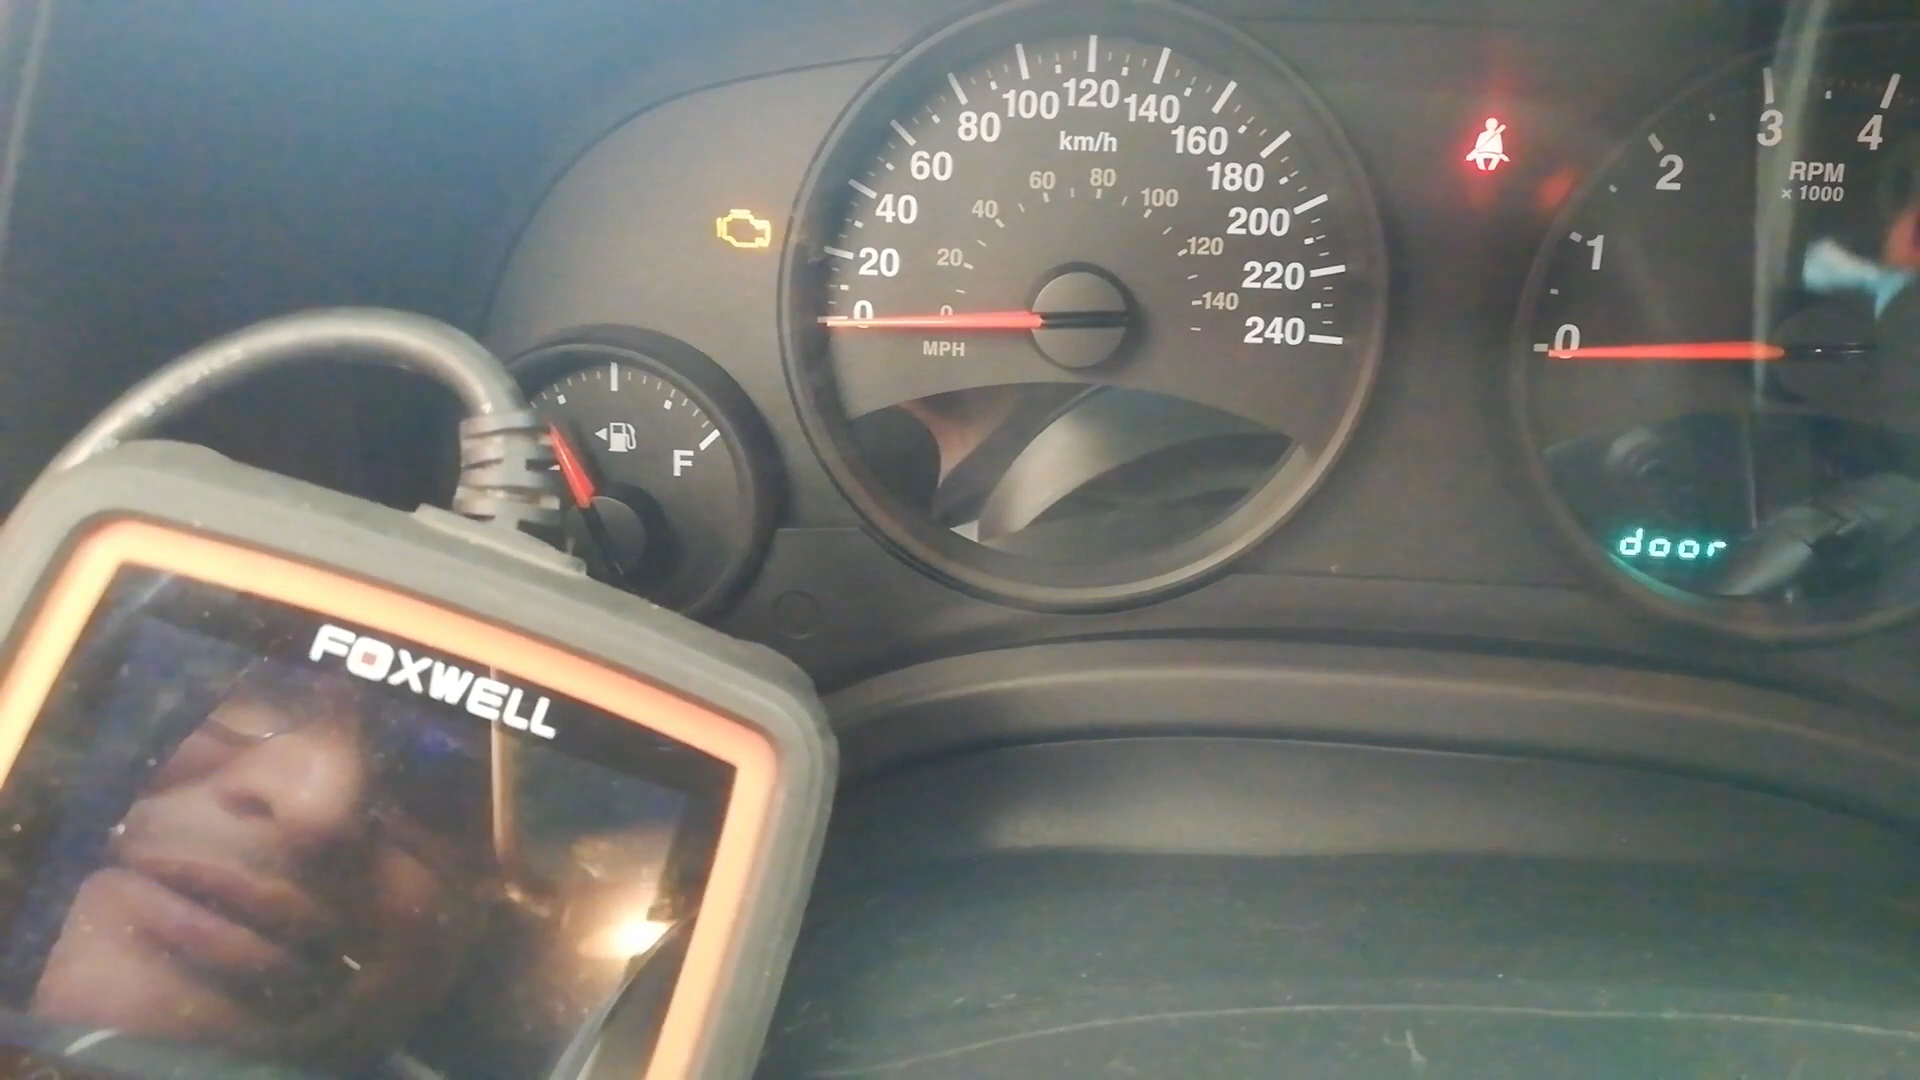 80 100 120 140 160
60 180
40 200
20 220
0 240
km/h
20 40 60 80 100 120 140
0
MPH
F
0 1 2 3 4
RPM
× 1000
door
FOXWELL